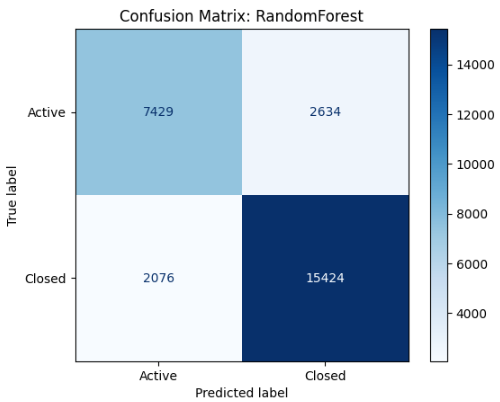 Confusion Matrix: RandomForest
True label
Active
7429
2634
Closed
2076
15424
Active
Closed
Predicted label
14000
12000
10000
8000
6000
4000